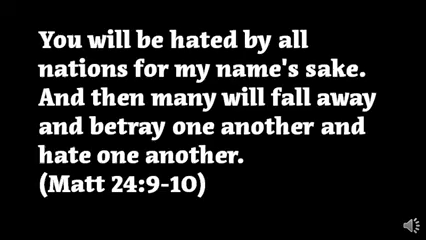 You will be hated by all
nations for my name's sake.
And then many will fall away
and betray one another and
hate one another.
(Matt 24:9-10)